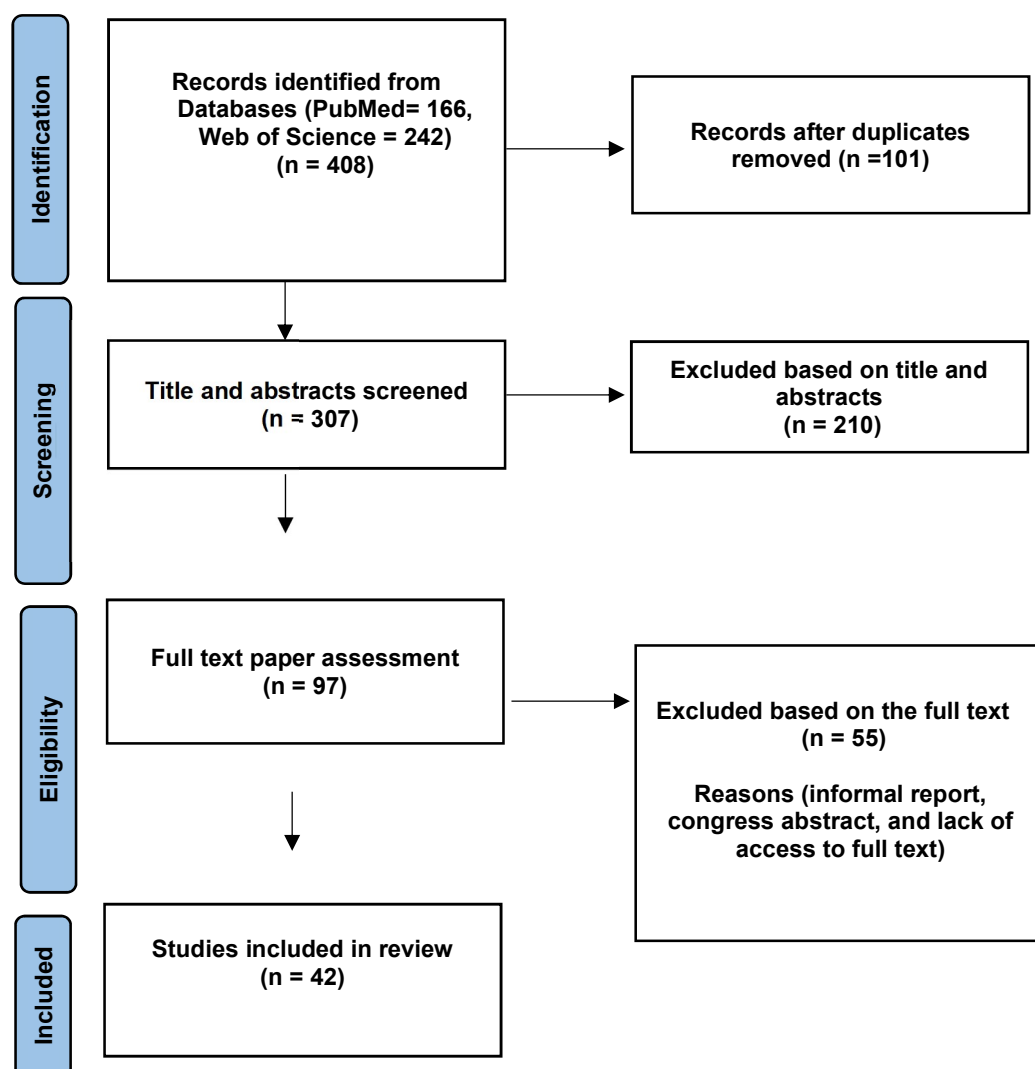 Identification
Records identified from
Databases (PubMed= 166,
Web of Science = 242)
(n = 408)
Records after duplicates
removed (n =101)
Screening
Title and abstracts screened
(n = 307)
Excluded based on title and
abstracts
(n = 210)
Eligibility
Full text paper assessment
(n = 97)
Excluded based on the full text
(n = 55)
Reasons (informal report,
congress abstract, and lack of
access to full text)
Included
Studies included in review
(n = 42)